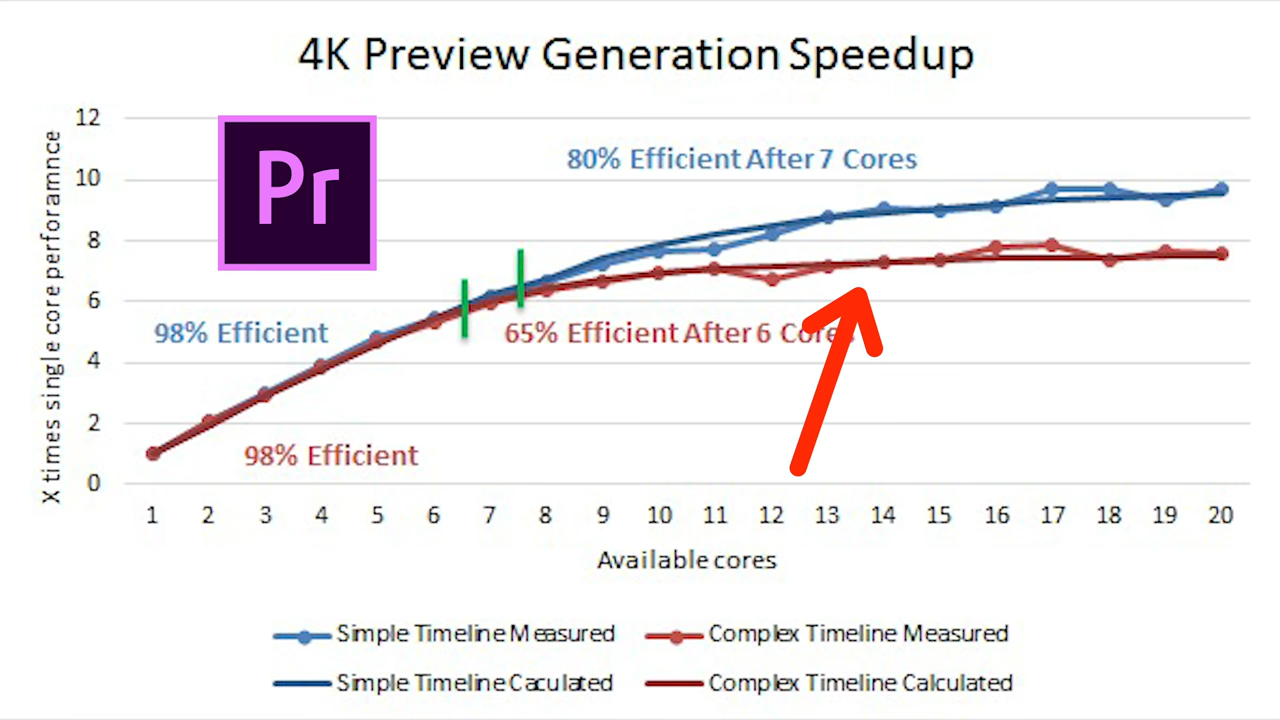 4K Preview Generation Speedup
X times single core perforamnce
12
10
8
6
4
2
0
Pr
80% Efficient After 7 Cores
98% Efficient
65% Efficient After 6 Cores
98% Efficient
1 2 3 4 5 6 7 8 9 10 11 12 13 14 15 16 17 18 19 20
Available cores
Simple Timeline Measured
Complex Timeline Measured
Simple Timeline Caculated
Complex Timeline Calculated